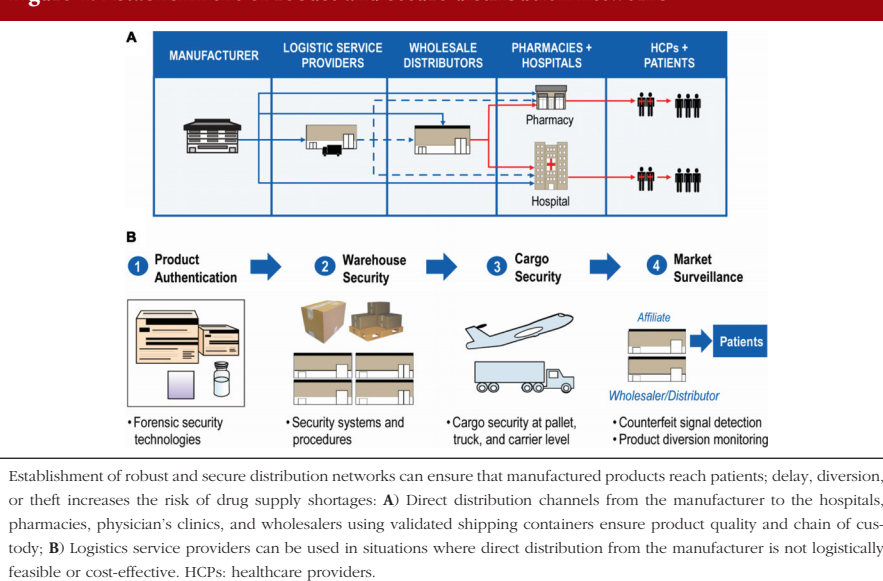 A
MANUFACTURER
LOGISTIC SERVICE
PROVIDERS
WHOLESALE
DISTRIBUTORS
PHARMACIES +
HOSPITALS
HCPs +
PATIENTS
Pharmacy
Hospital
B
1 Product
Authentication
2 Warehouse
Security
3 Cargo
Security
4 Market
Surveillance
Affiliate
Patients
Wholesaler/Distributor
• Forensic security
technologies
• Security systems and
procedures
• Cargo security at pallet,
truck, and carrier level
• Counterfeit signal detection
• Product diversion monitoring
Establishment of robust and secure distribution networks can ensure that manufactured products reach patients; delay, diversion,
or theft increases the risk of drug supply shortages: A) Direct distribution channels from the manufacturer to the hospitals,
pharmacies, physician's clinics, and wholesalers using validated shipping containers ensure product quality and chain of cus-
tody; B) Logistics service providers can be used in situations where direct distribution from the manufacturer is not logistically
feasible or cost-effective. HCPs: healthcare providers.